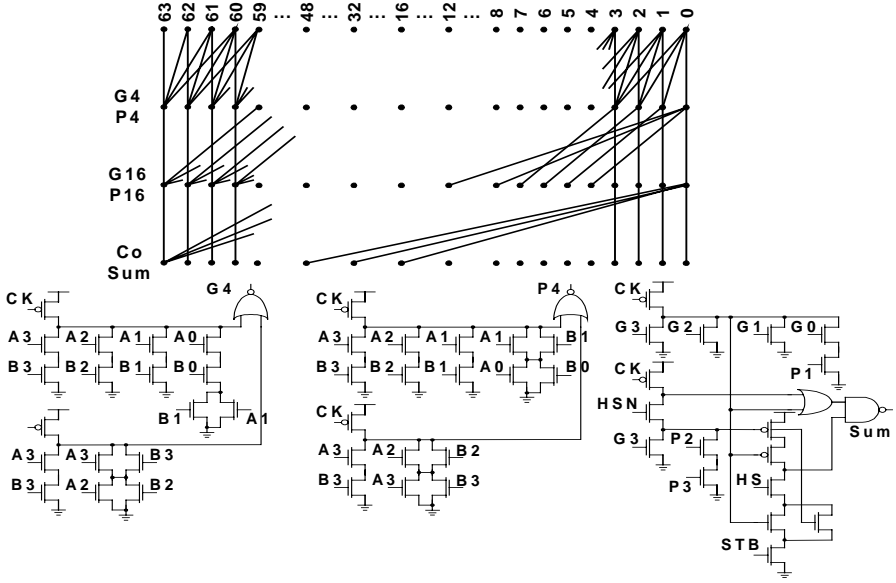 63 62 61 60 59 ... 48 ... 32 ... 16 ... 12 ... 8 7 6 5 4 3 2 1 0
G4
P4
G16
P16
Co
Sum
G4
CK
A3 A2 A1 A0
B3 B2 B1 B0
B1 A1
A3 A3 B3
B3 A2 B2
P4
CK
A3 A2 A1 A1 B1
B3 B2 B1 A0 B0
CK
A3 A2 B2
B3 A3 B3
CK
G3 G2 G1 G0
CK P1
HSN
Sum
G3 P2
P3 HS
STB